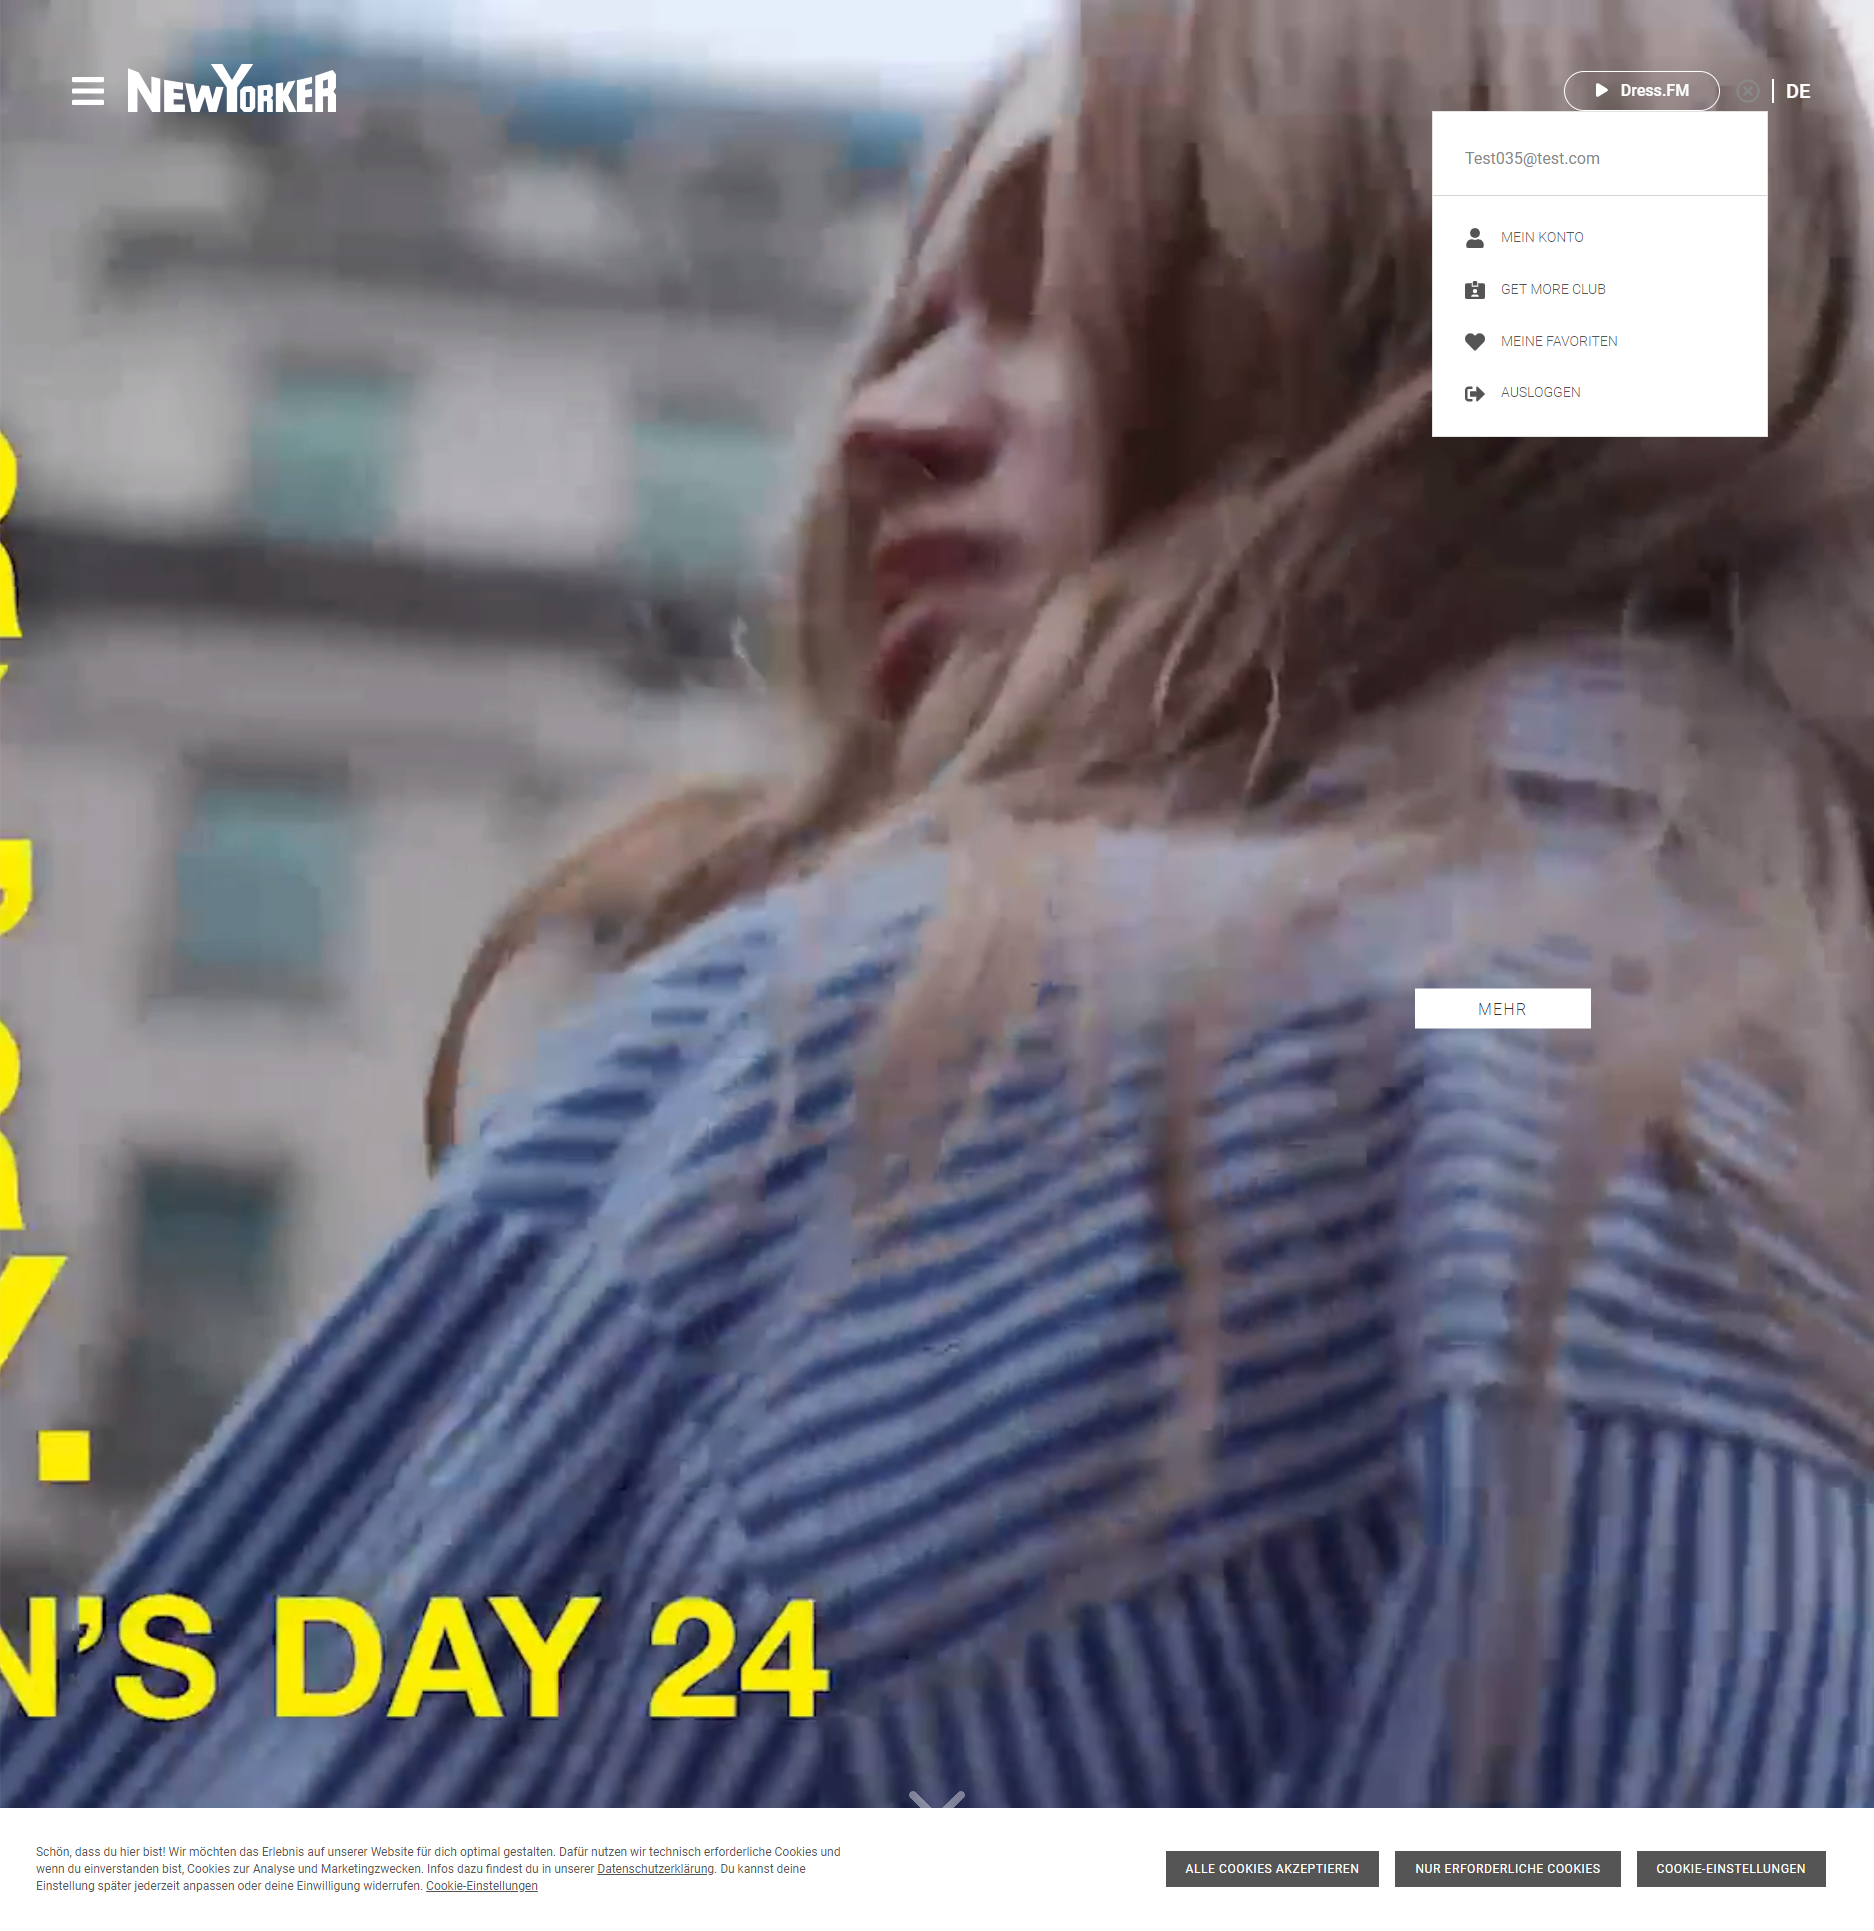 NEWYORKER
Dress.FM
DE
Test035@test.com
MEIN KONTO
GET MORE CLUB
MEINE FAVORITEN
AUSLOGGEN
MEHR
N'S DAY 24
Schön, dass du hier bist! Wir möchten das Erlebnis auf unserer Website für dich optimal gestalten. Dafür nutzen wir technisch erforderliche Cookies und
wenn du einverstanden bist, Cookies zur Analyse und Marketingzwecken. Infos dazu findest du in unserer Datenschutzerklärung. Du kannst deine
Einstellung später jederzeit anpassen oder deine Einwilligung widerrufen. Cookie-Einstellungen
ALLE COOKIES AKZEPTIEREN
NUR ERFORDERLICHE COOKIES
COOKIE-EINSTELLUNGEN